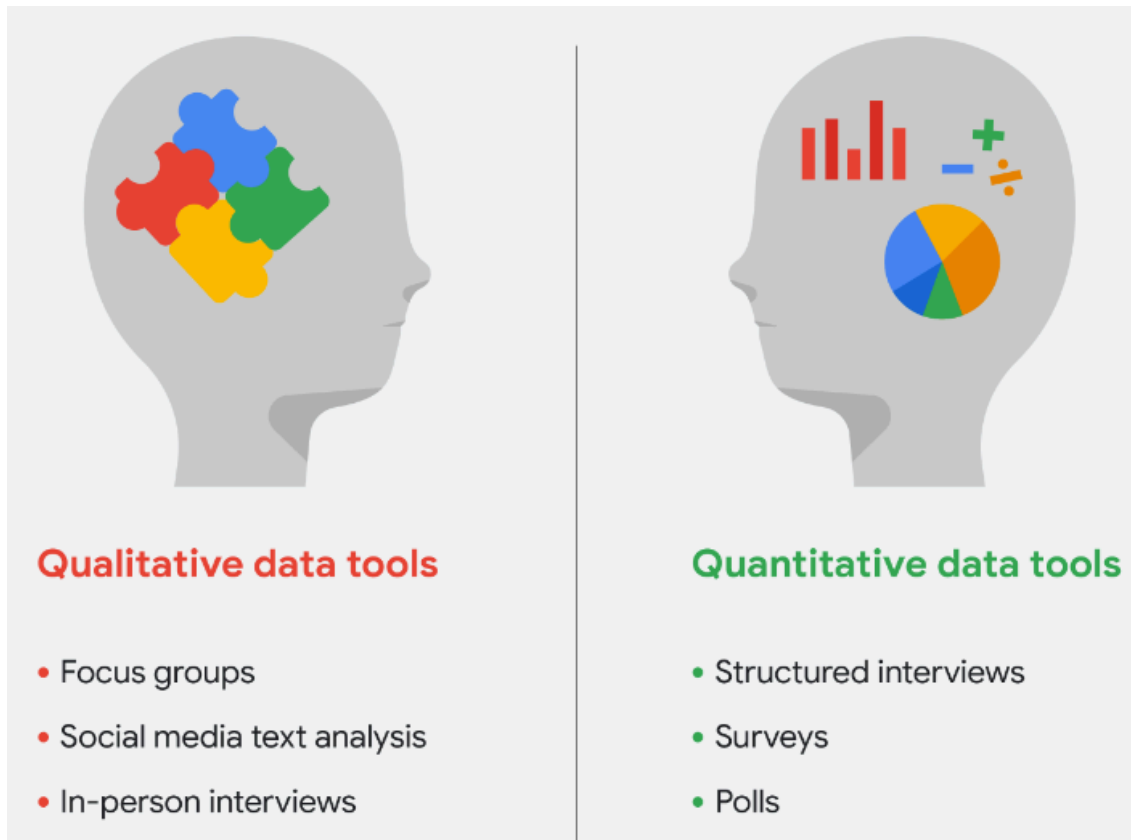 Qualitative data tools
• Focus groups
• Social media text analysis
• In-person interviews
Quantitative data tools
• Structured interviews
• Surveys
• Polls